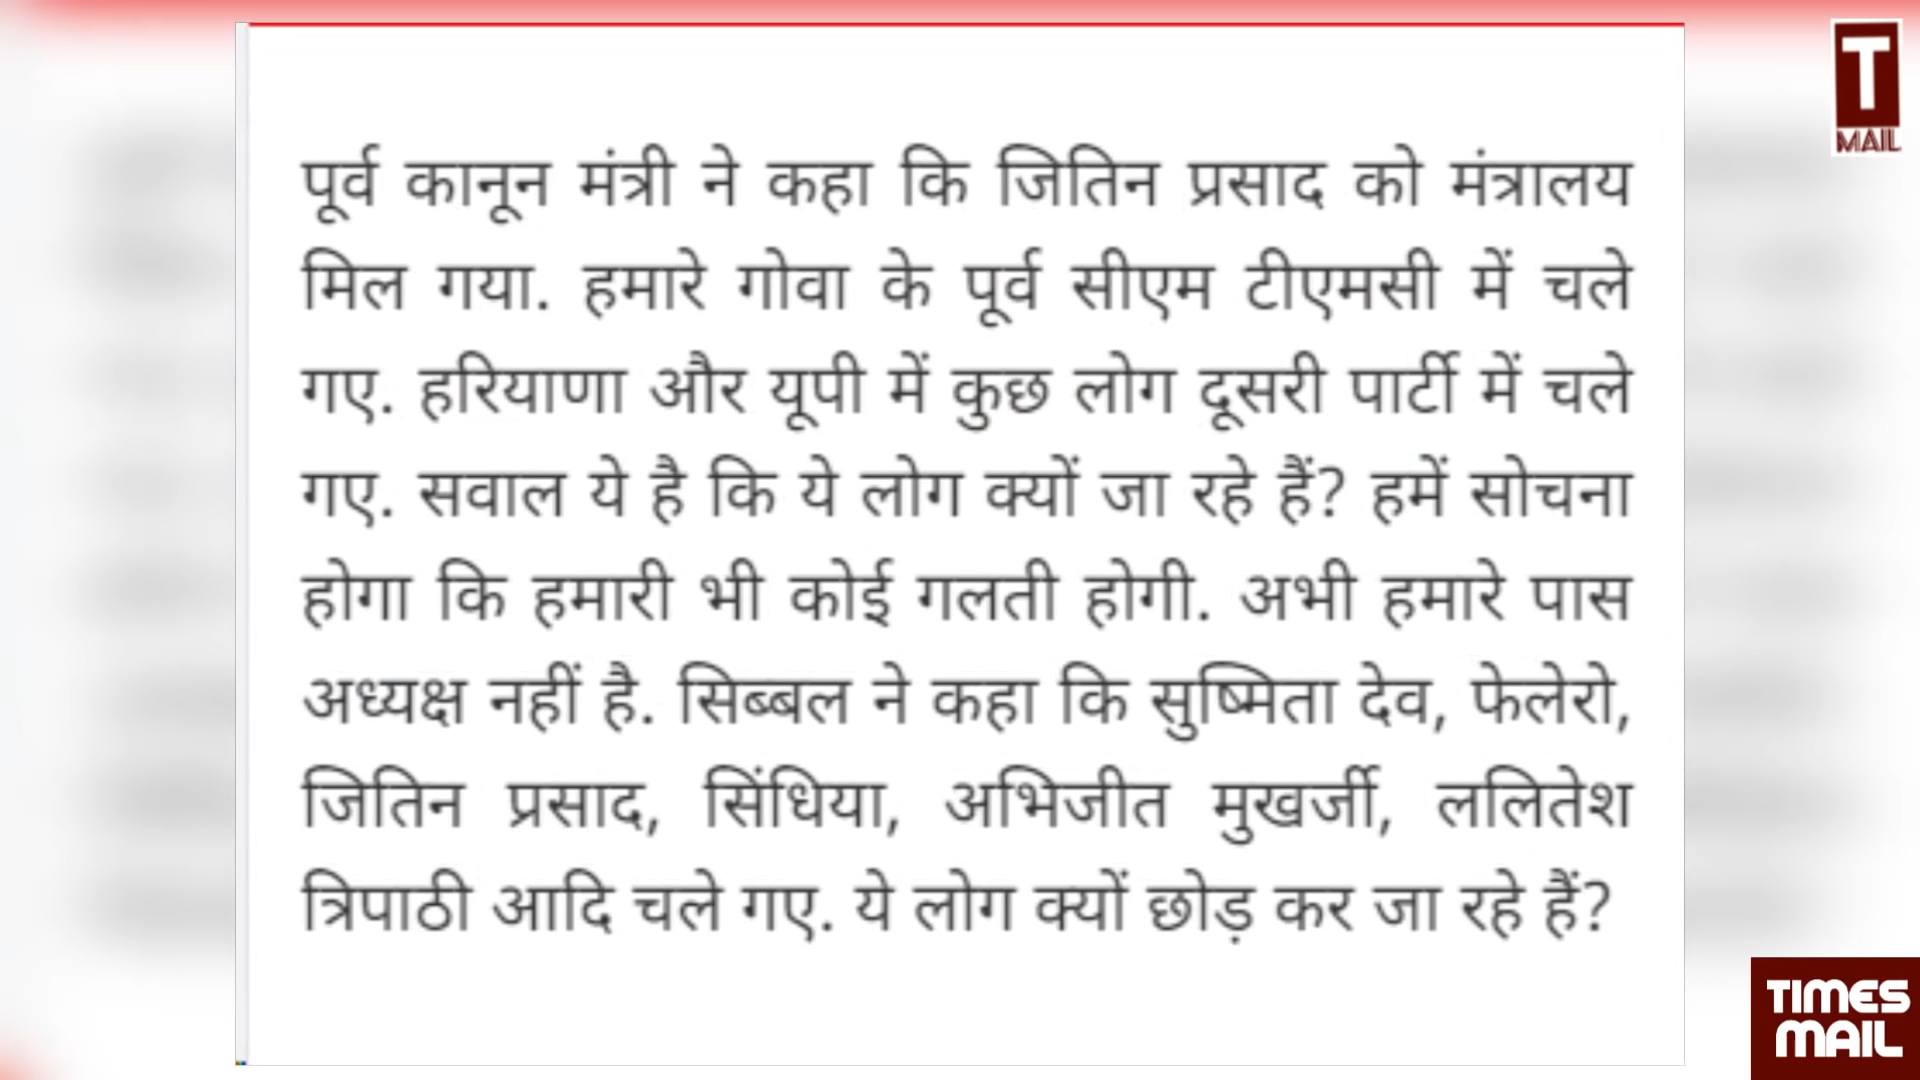 T
MAIL
पूर्व कानून मंत्री ने कहा कि जितिन प्रसाद को मंत्रालय
मिल गया. हमारे गोवा के पूर्व सीएम टीएमसी में चले
गए. हरियाणा और यूपी में कुछ लोग दूसरी पार्टी में चले
गए. सवाल ये है कि ये लोग क्यों जा रहे हैं? हमें सोचना
होगा कि हमारी भी कोई गलती होगी. अभी हमारे पास
अध्यक्ष नहीं है. सिब्बल ने कहा कि सुष्मिता देव, फेलेरो,
जितिन प्रसाद, सिंधिया, अभिजीत मुखर्जी, ललितेश
त्रिपाठी आदि चले गए. ये लोग क्यों छोड़ कर जा रहे हैं?
TIMES
MAIL